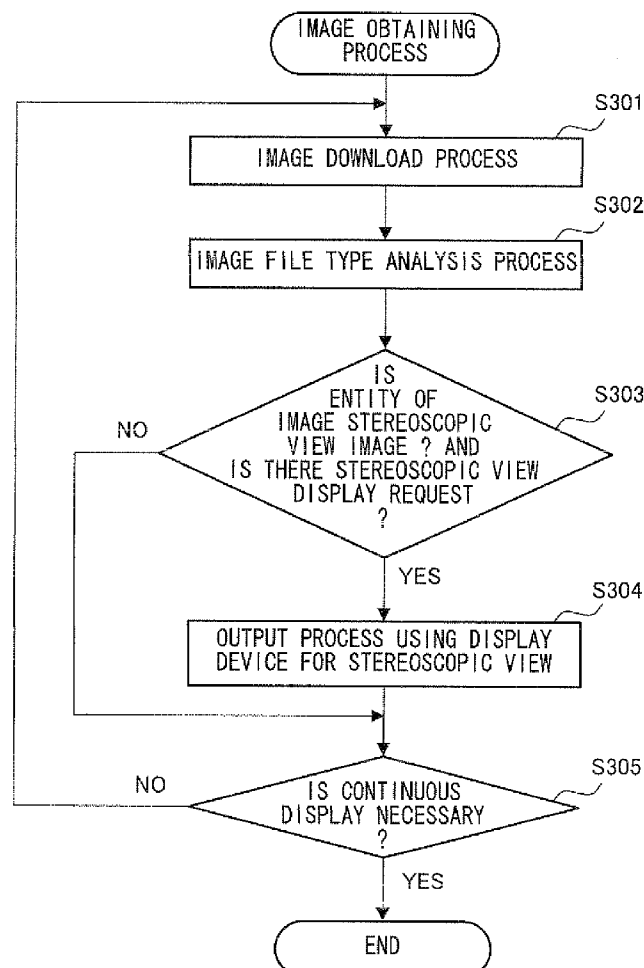 IMAGE OBTAINING
PROCESS
S301
IMAGE DOWNLOAD PROCESS
S302
IMAGE FILE TYPE ANALYSIS PROCESS
S303
IS
ENTITY OF
IMAGE STEREOSCOPIC
VIEW IMAGE ? AND
IS THERE STEREOSCOPIC VIEW
DISPLAY REQUEST
?
NO
YES
S304
OUTPUT PROCESS USING DISPLAY
DEVICE FOR STEREOSCOPIC VIEW
S305
IS CONTINUOUS
DISPLAY NECESSARY
?
NO
YES
END